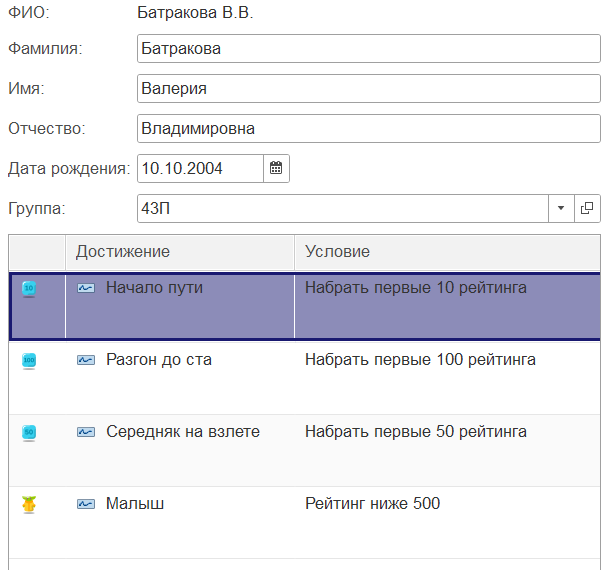 ФИО: Батракова В.В.
Фамилия: Батракова
Имя: Валерия
Отчество: Владимировна
Дата рождения: 10.10.2004
Группа: 43П
Достижение Условие
10 Начало пути Набрать первые 10 рейтинга
100 Разгон до ста Набрать первые 100 рейтинга
50 Середняк на взлете Набрать первые 50 рейтинга
Малыш Рейтинг ниже 500